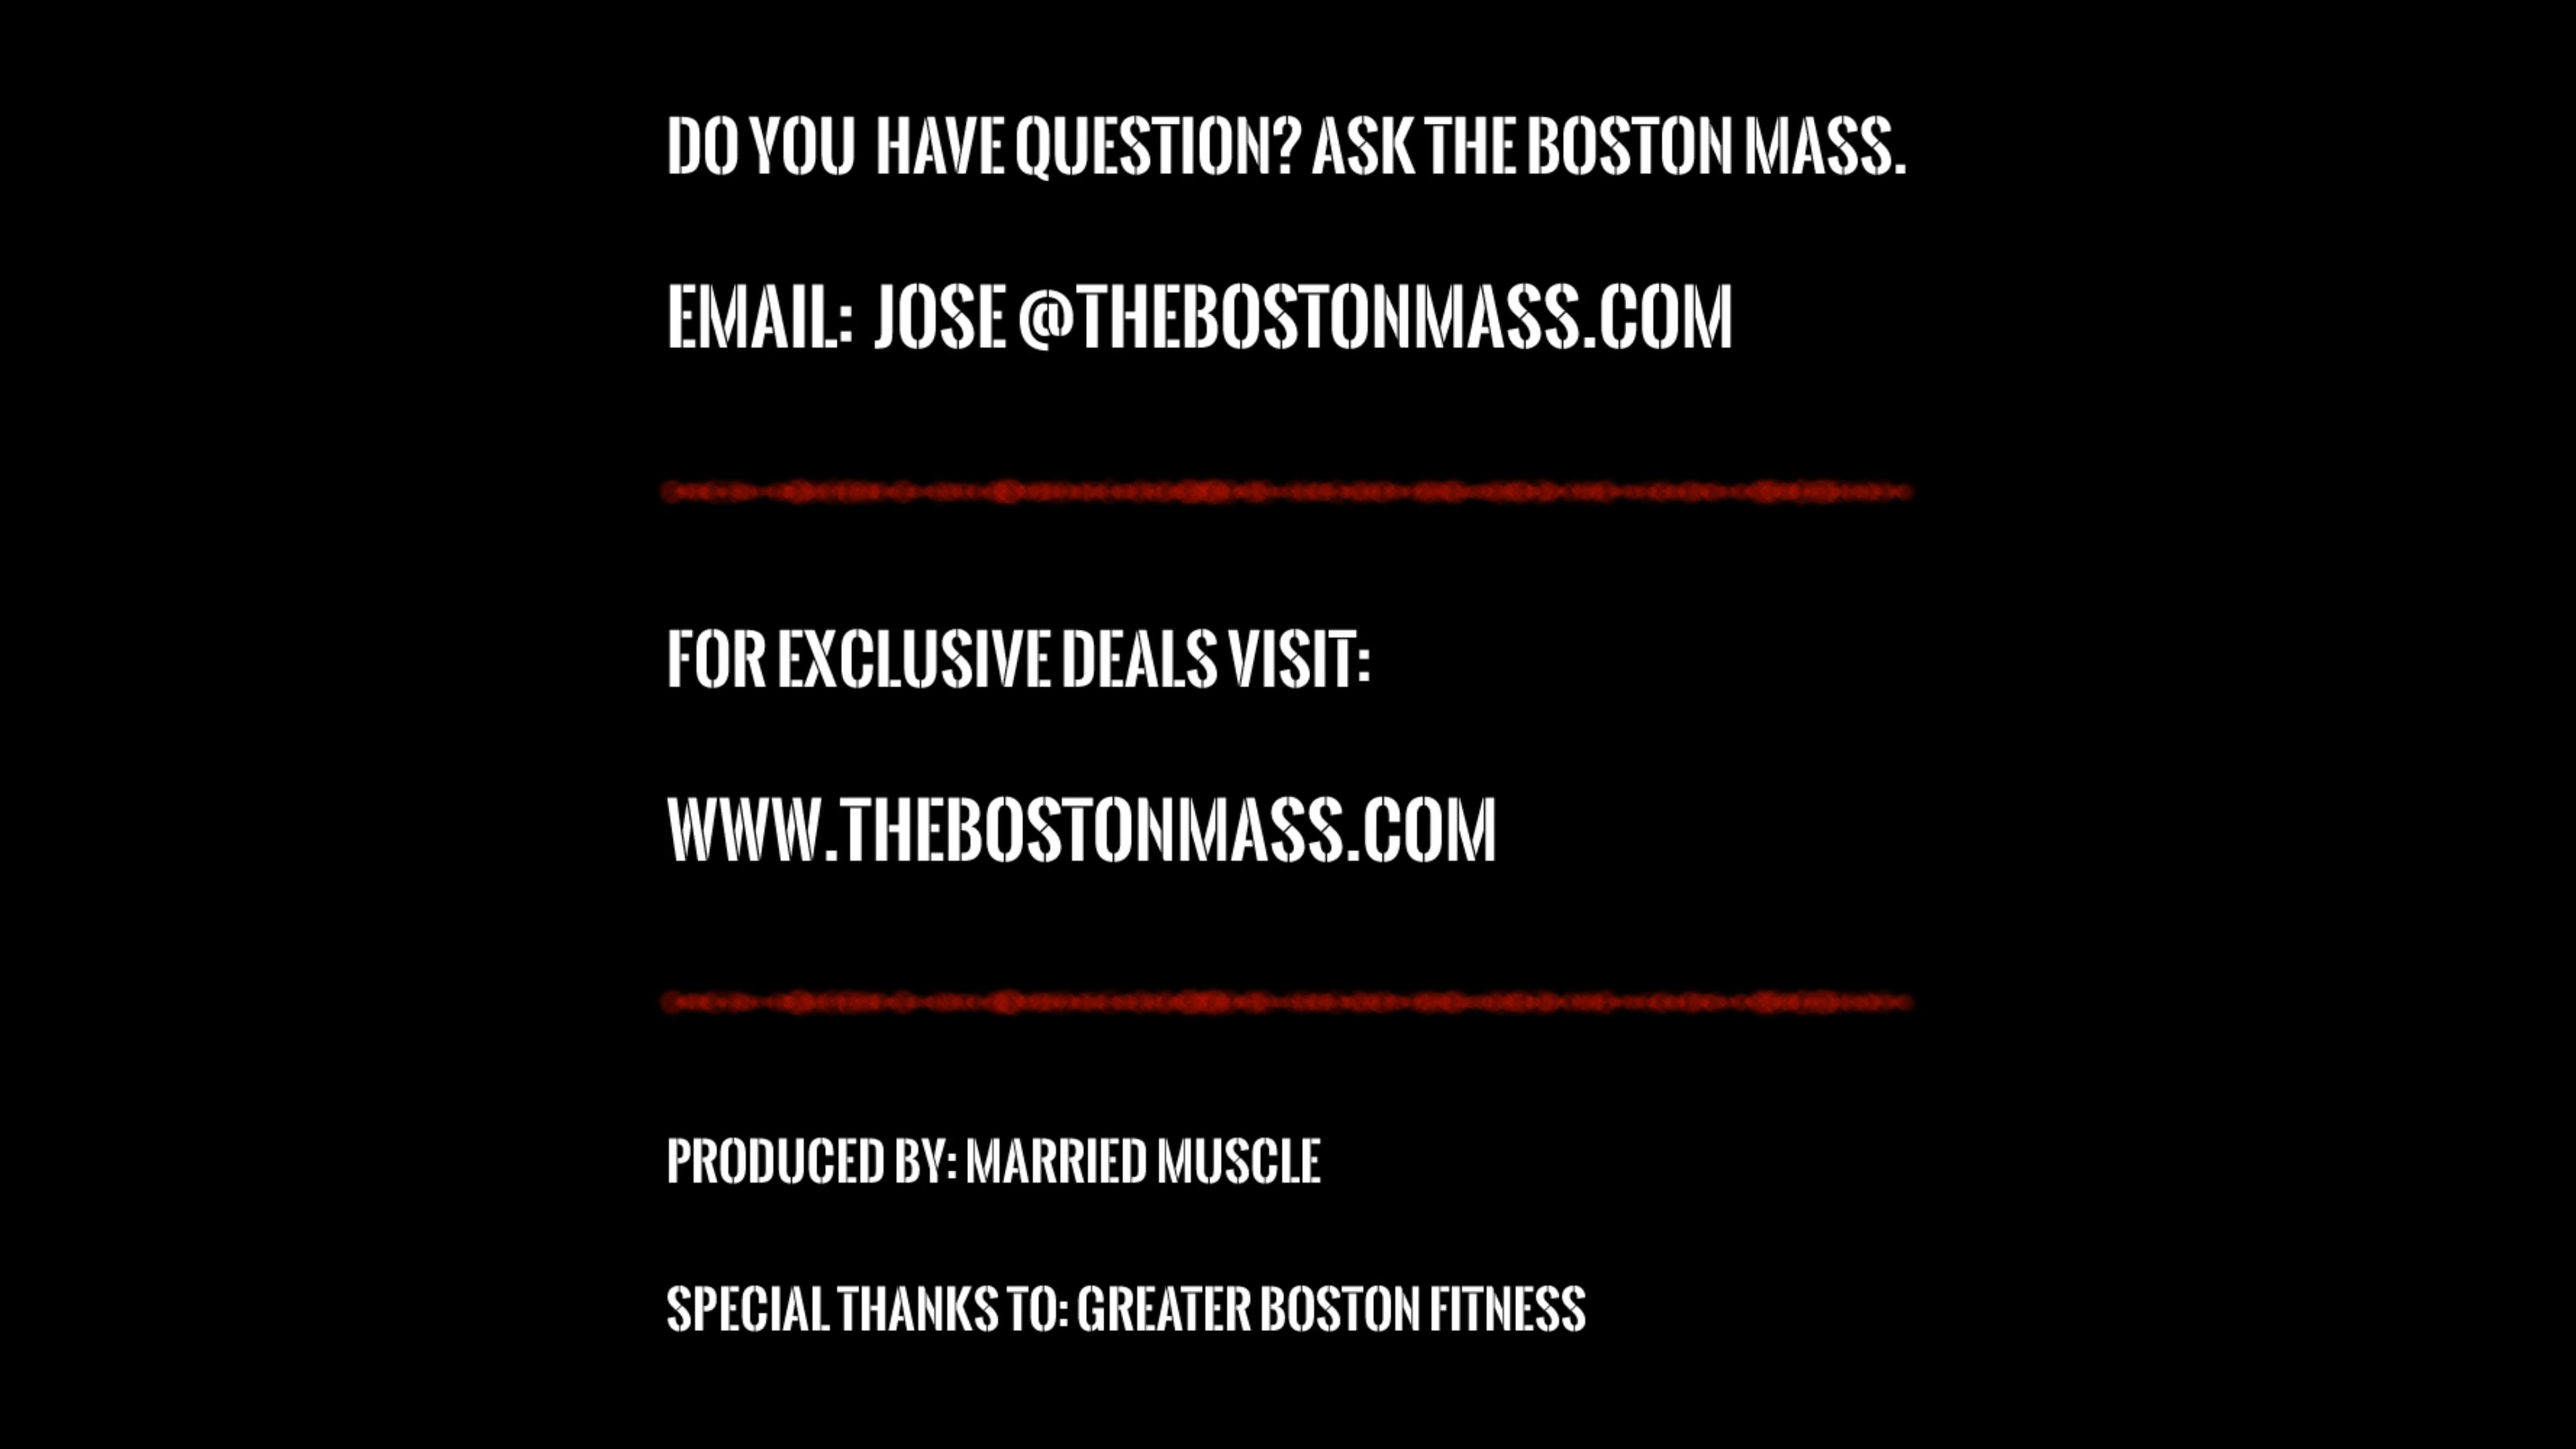 DO YOU HAVE QUESTION? ASK THE BOSTON MASS.
EMAIL: JOSE @THEBOSTONMASS.COM
FOR EXCLUSIVE DEALS VISIT:
WWW.THEBOSTONMASS.COM
PRODUCED BY: MARRIED MUSCLE
SPECIAL THANKS TO: GREATER BOSTON FITNESS